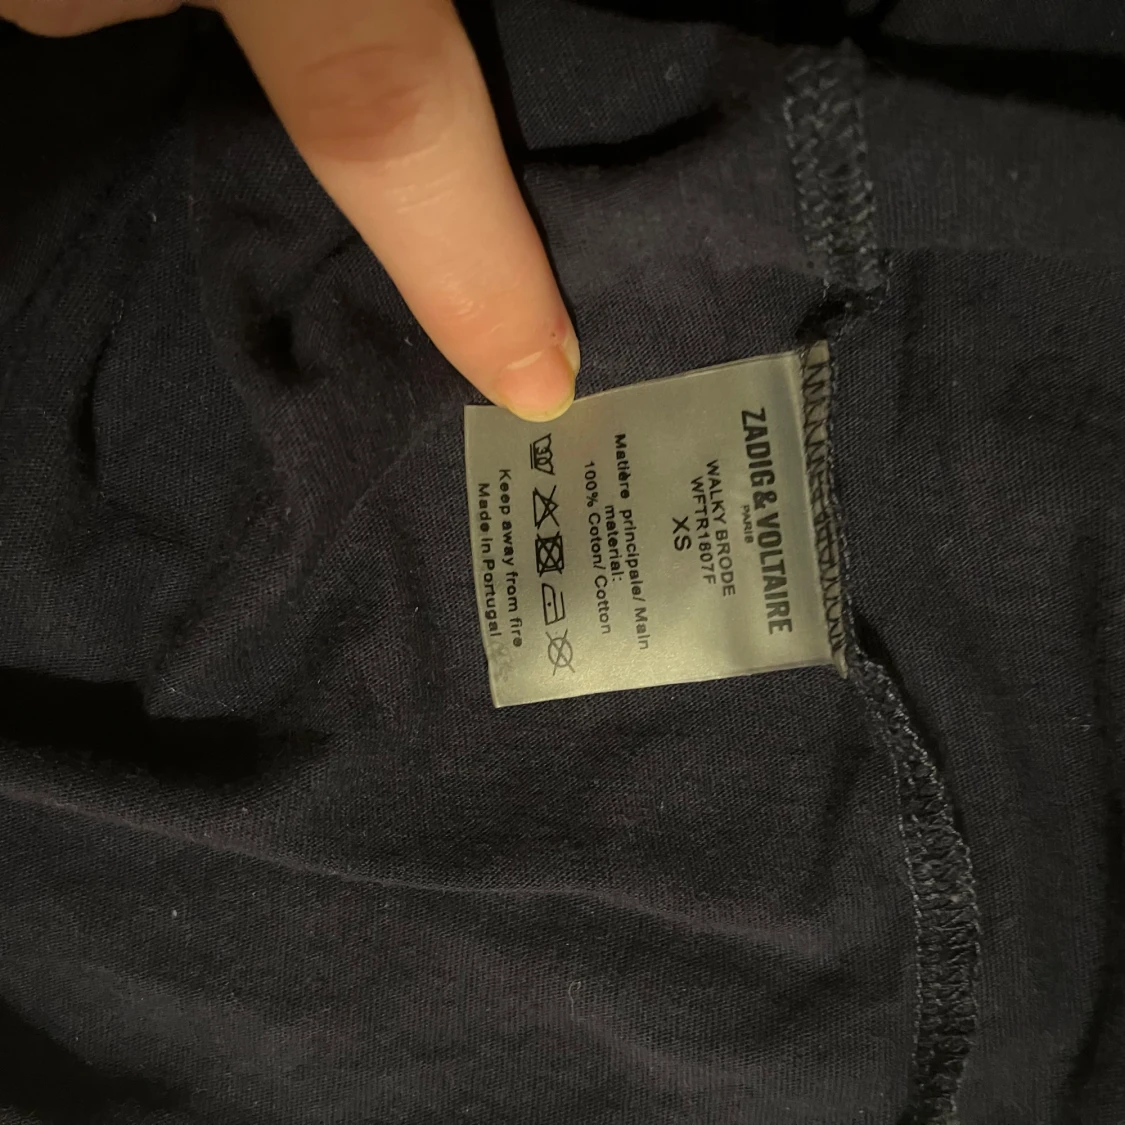 ZADIG & VOLTAIRE
PARIS
WALKY BRODE
WFTR1807F
XS
Matière principale/ Main
material:
100% Coton/ Cotton
30
Keep away from fire
Made in Portugal